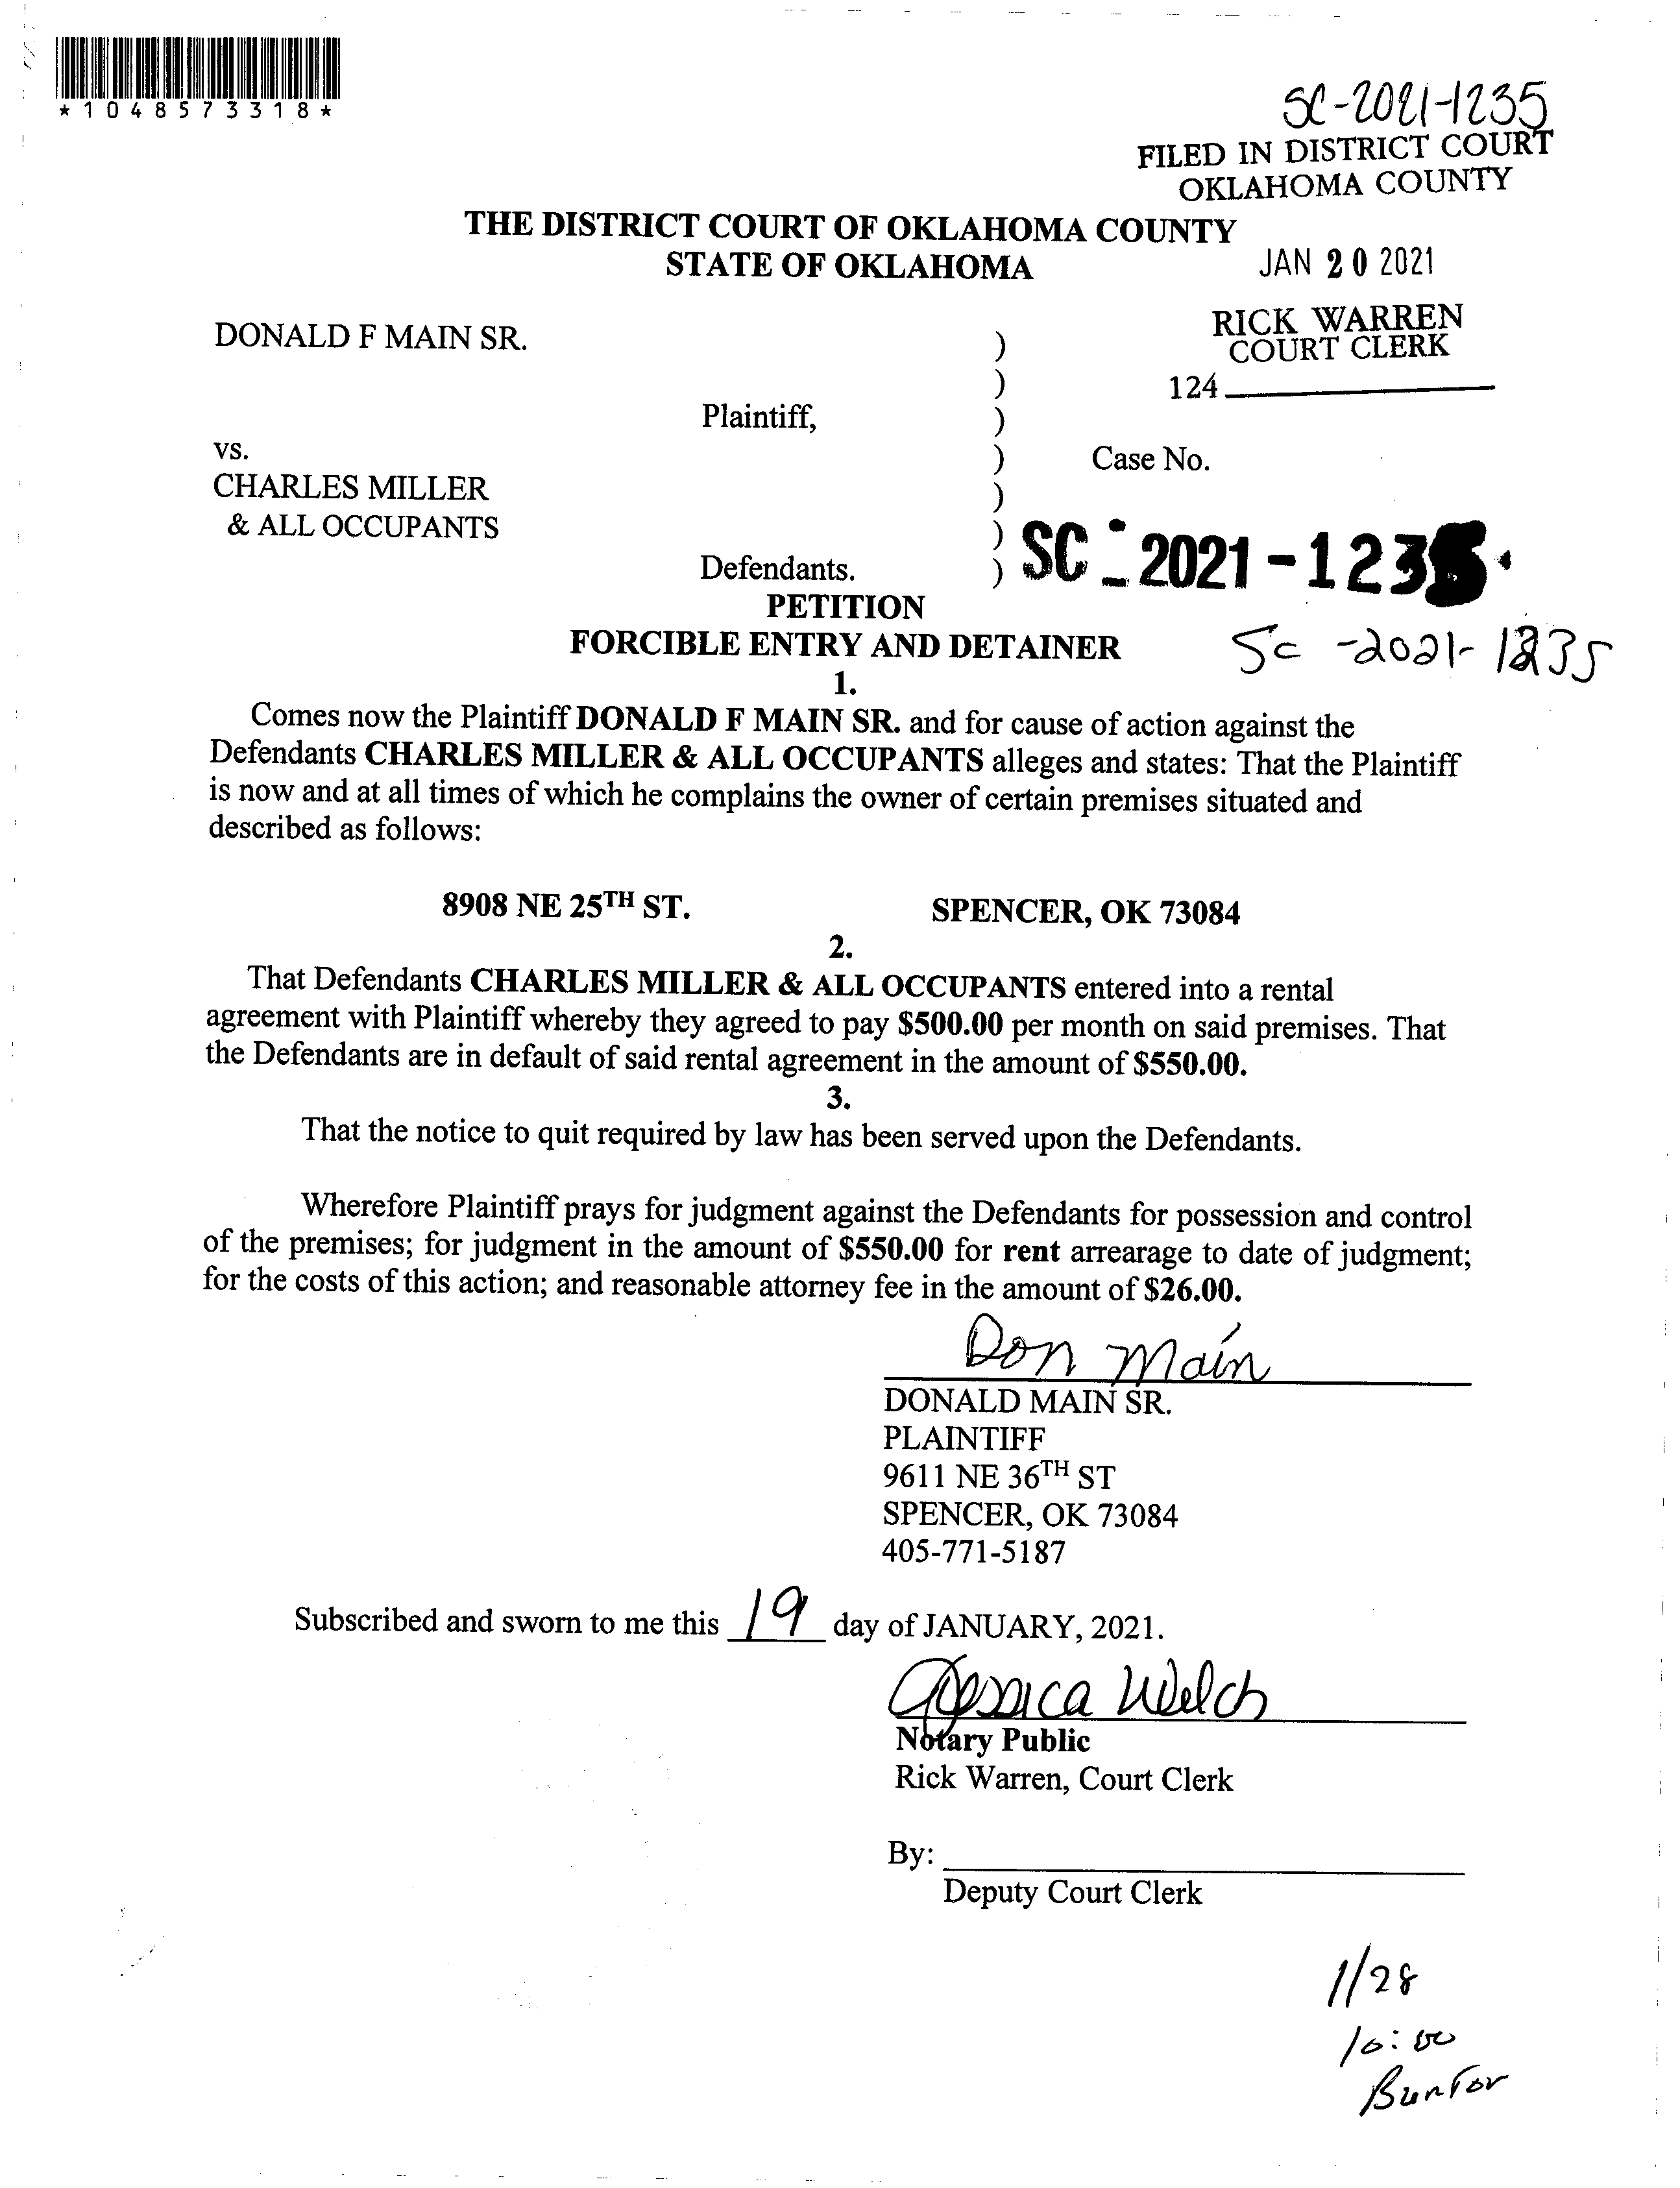 *1048573318*
SC-2021-1235
FILED IN DISTRICT COURT
OKLAHOMA COUNTY
THE DISTRICT COURT OF OKLAHOMA COUNTY
STATE OF OKLAHOMA
JAN 20 2021
RICK WARREN
COURT CLERK
124
DONALD F MAIN SR. )
)
Plaintiff, )
vs. ) Case No.
CHARLES MILLER )
& ALL OCCUPANTS )
Defendants. ) SC - 2021 - 1235
PETITION
FORCIBLE ENTRY AND DETAINER
SC -2021- 1235
1.
Comes now the Plaintiff DONALD F MAIN SR. and for cause of action against the
Defendants CHARLES MILLER & ALL OCCUPANTS alleges and states: That the Plaintiff
is now and at all times of which he complains the owner of certain premises situated and
described as follows:
8908 NE 25TH ST. SPENCER, OK 73084
2.
That Defendants CHARLES MILLER & ALL OCCUPANTS entered into a rental
agreement with Plaintiff whereby they agreed to pay $500.00 per month on said premises. That
the Defendants are in default of said rental agreement in the amount of $550.00.
3.
That the notice to quit required by law has been served upon the Defendants.
Wherefore Plaintiff prays for judgment against the Defendants for possession and control
of the premises; for judgment in the amount of $550.00 for rent arrearage to date of judgment;
for the costs of this action; and reasonable attorney fee in the amount of $26.00.
Don Main
DONALD MAIN SR.
PLAINTIFF
9611 NE 36TH ST
SPENCER, OK 73084
405-771-5187
Subscribed and sworn to me this 19 day of JANUARY, 2021.
Jessica Welch
Notary Public
Rick Warren, Court Clerk
By:
Deputy Court Clerk
1/28
10:00